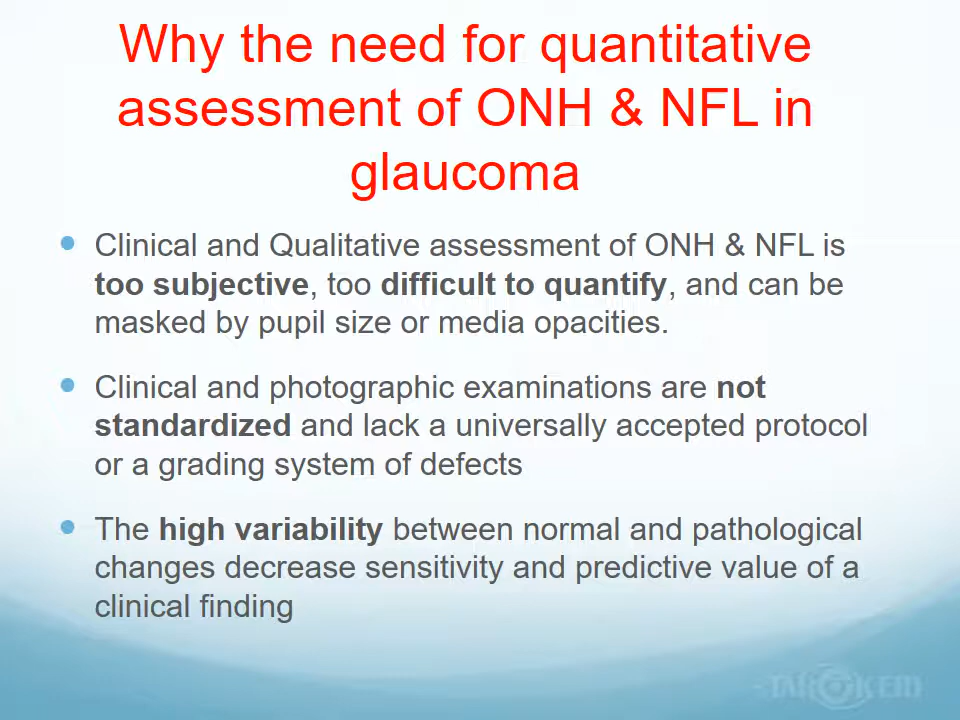 Why the need for quantitative
assessment of ONH & NFL in
glaucoma
Clinical and Qualitative assessment of ONH & NFL is
too subjective, too difficult to quantify, and can be
masked by pupil size or media opacities.
Clinical and photographic examinations are not
standardized and lack a universally accepted protocol
or a grading system of defects
The high variability between normal and pathological
changes decrease sensitivity and predictive value of a
clinical finding